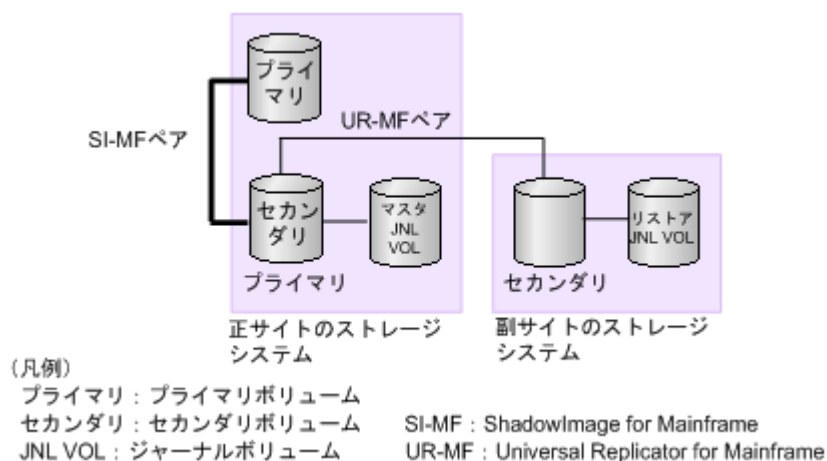 プライ
マリ
SI-MFペア
UR-MFペア
セカン
ダリ
マスタ
JNL
VOL
リストア
JNL VOL
プライマリ
セカンダリ
正サイトのストレージ
システム
副サイトのストレージ
システム
(凡例)
プライマリ：プライマリボリューム
セカンダリ：セカンダリボリューム
SI-MF：ShadowImage for Mainframe
JNL VOL：ジャーナルボリューム
UR-MF：Universal Replicator for Mainframe